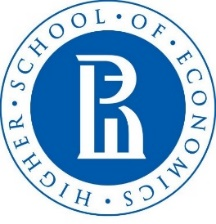 HIGHER · SCHOOL · OF · ECONOMICS ·